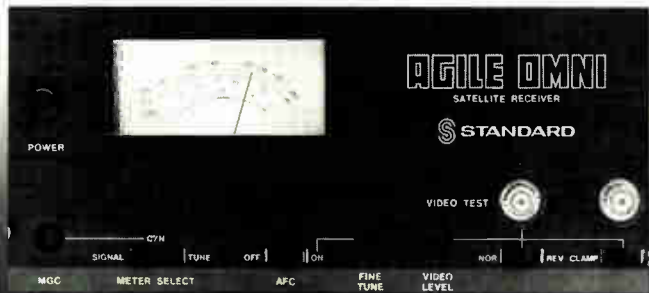 AGILE OMNI
SATELLITE RECEIVER
S STANDARD
POWER
VIDEO TEST
C/N
SIGNAL TUNE OFF ON NOR REV CLAMP
MGC METER SELECT AFC FINE TUNE VIDEO LEVEL